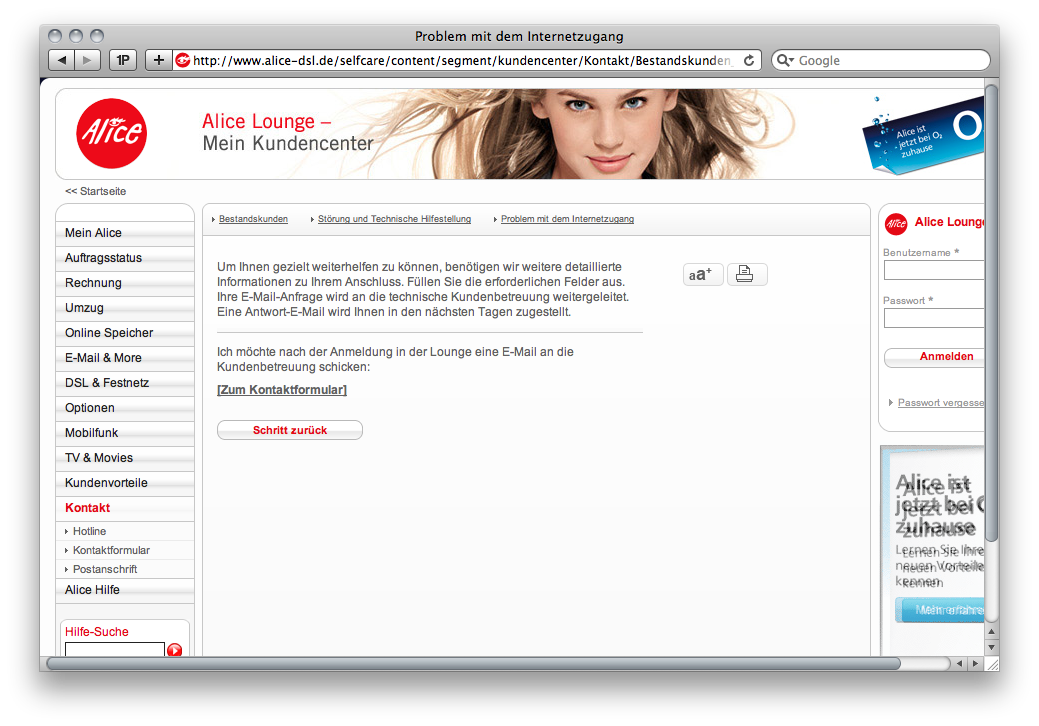 Problem mit dem Internetzugang
1P
+
http://www.alice-dsl.de/selfcare/content/segment/kundencenter/Kontakt/Bestandskunden_
Google
Alice
Alice Lounge –
Mein Kundencenter
Alice ist
jetzt bei O2
zuhause
O
<< Startseite
Mein Alice
Auftragsstatus
Rechnung
Umzug
Online Speicher
E-Mail & More
DSL & Festnetz
Optionen
Mobilfunk
TV & Movies
Kundenvorteile
Kontakt
Hotline
Kontaktformular
Postanschrift
Alice Hilfe
Hilfe-Suche
Bestandskunden
Störung und Technische Hilfestellung
Problem mit dem Internetzugang
Um Ihnen gezielt weiterhelfen zu können, benötigen wir weitere detaillierte
Informationen zu Ihrem Anschluss. Füllen Sie die erforderlichen Felder aus.
Ihre E-Mail-Anfrage wird an die technische Kundenbetreuung weitergeleitet.
Eine Antwort-E-Mail wird Ihnen in den nächsten Tagen zugestellt.
aa+
Ich möchte nach der Anmeldung in der Lounge eine E-Mail an die
Kundenbetreuung schicken:
[Zum Kontaktformular]
Schritt zurück
Alice
Alice Lounge
Benutzername *
Passwort *
Anmelden
Passwort vergesse
Alice ist
jetzt bei O
zuhause
Lernen Sie Ihre
neuen Vorteile
kennen
Mehr erfahre